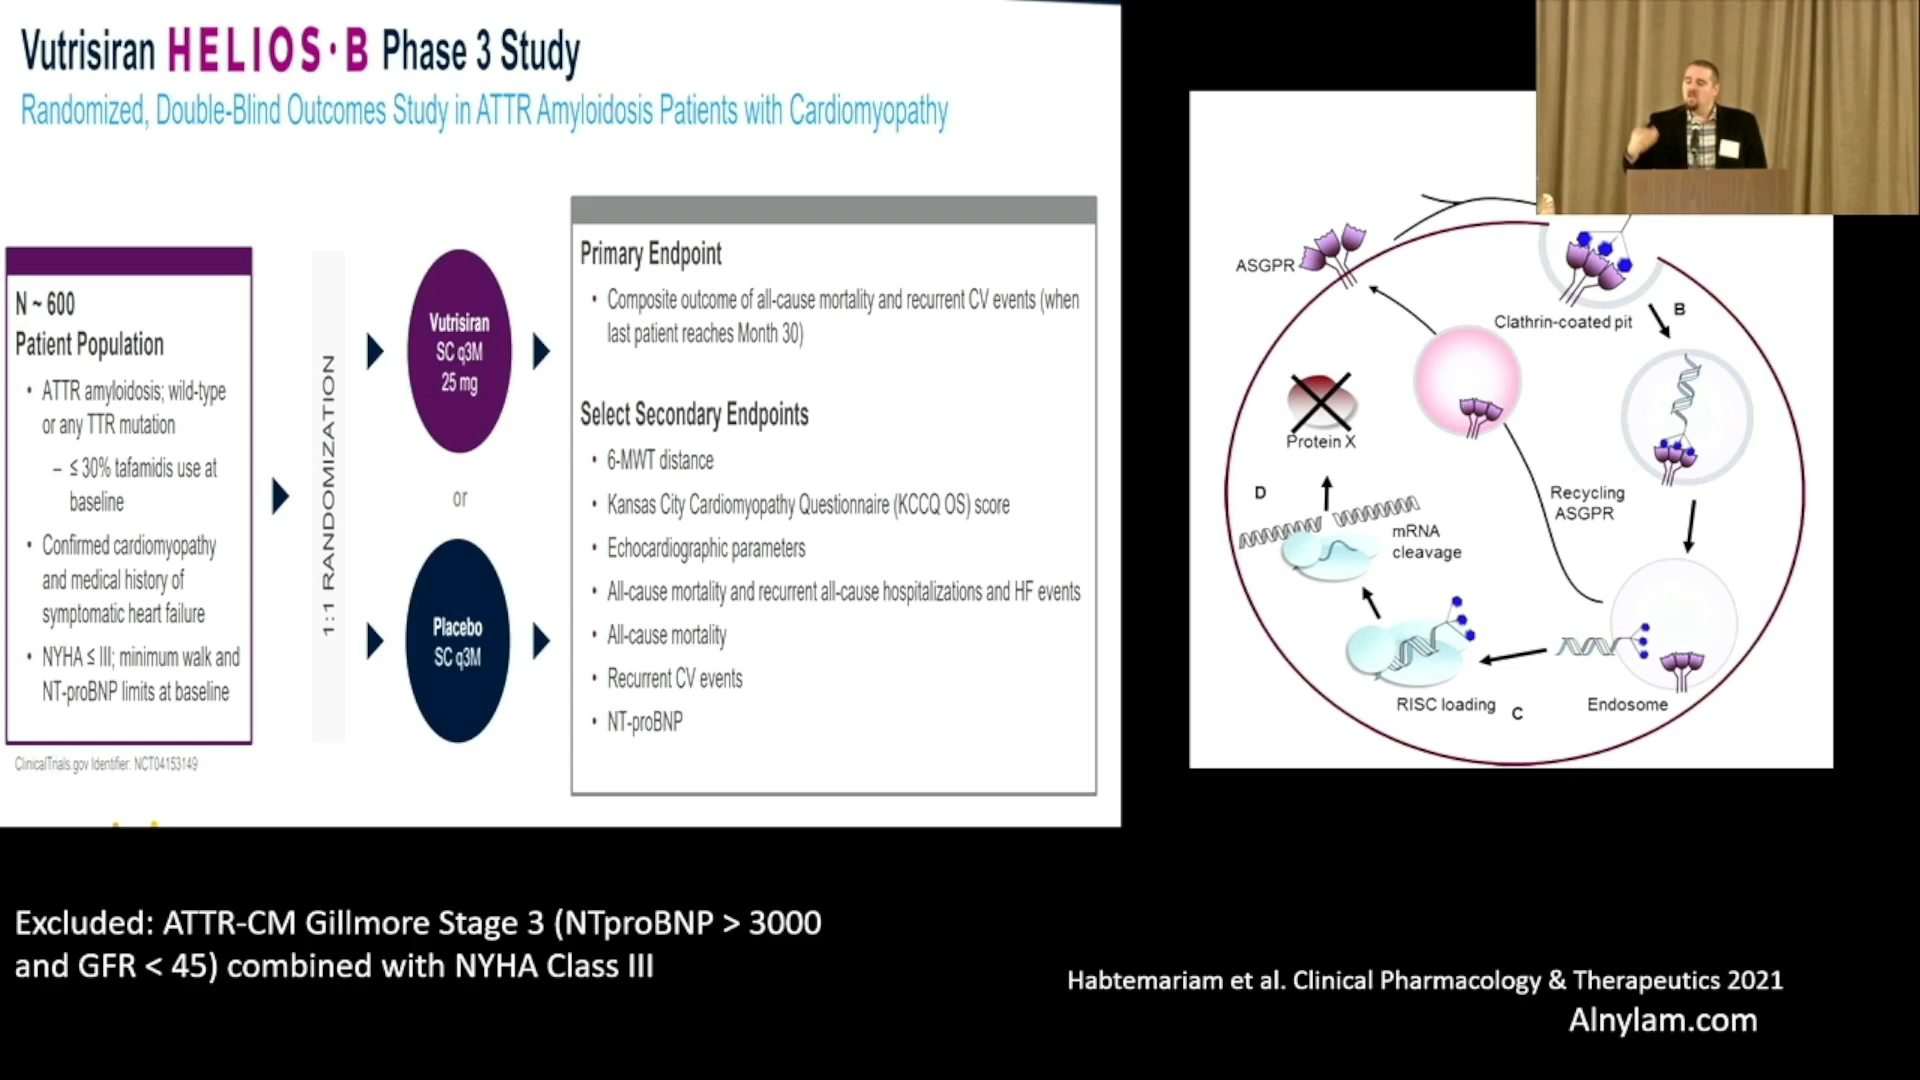 Vutrisiran HELIOS·B Phase 3 Study
Randomized, Double-Blind Outcomes Study in ATTR Amyloidosis Patients with Cardiomyopathy
N ~ 600
Patient Population
• ATTR amyloidosis; wild-type
or any TTR mutation
– ≤ 30% tafamidis use at
baseline
• Confirmed cardiomyopathy
and medical history of
symptomatic heart failure
• NYHA ≤ III; minimum walk and
NT-proBNP limits at baseline
ClinicalTrials.gov Identifier: NCT04153149
1:1 RANDOMIZATION
Vutrisiran
SC q3M
25 mg
or
Placebo
SC q3M
Primary Endpoint
• Composite outcome of all-cause mortality and recurrent CV events (when
last patient reaches Month 30)
Select Secondary Endpoints
• 6-MWT distance
• Kansas City Cardiomyopathy Questionnaire (KCCQ OS) score
• Echocardiographic parameters
• All-cause mortality and recurrent all-cause hospitalizations and HF events
• All-cause mortality
• Recurrent CV events
• NT-proBNP
ASGPR
Clathrin-coated pit
B
Protein X
D
Recycling
ASGPR
mRNA
cleavage
RISC loading
C
Endosome
Excluded: ATTR-CM Gillmore Stage 3 (NTproBNP > 3000
and GFR < 45) combined with NYHA Class III
Habtemariam et al. Clinical Pharmacology & Therapeutics 2021
Alnylam.com